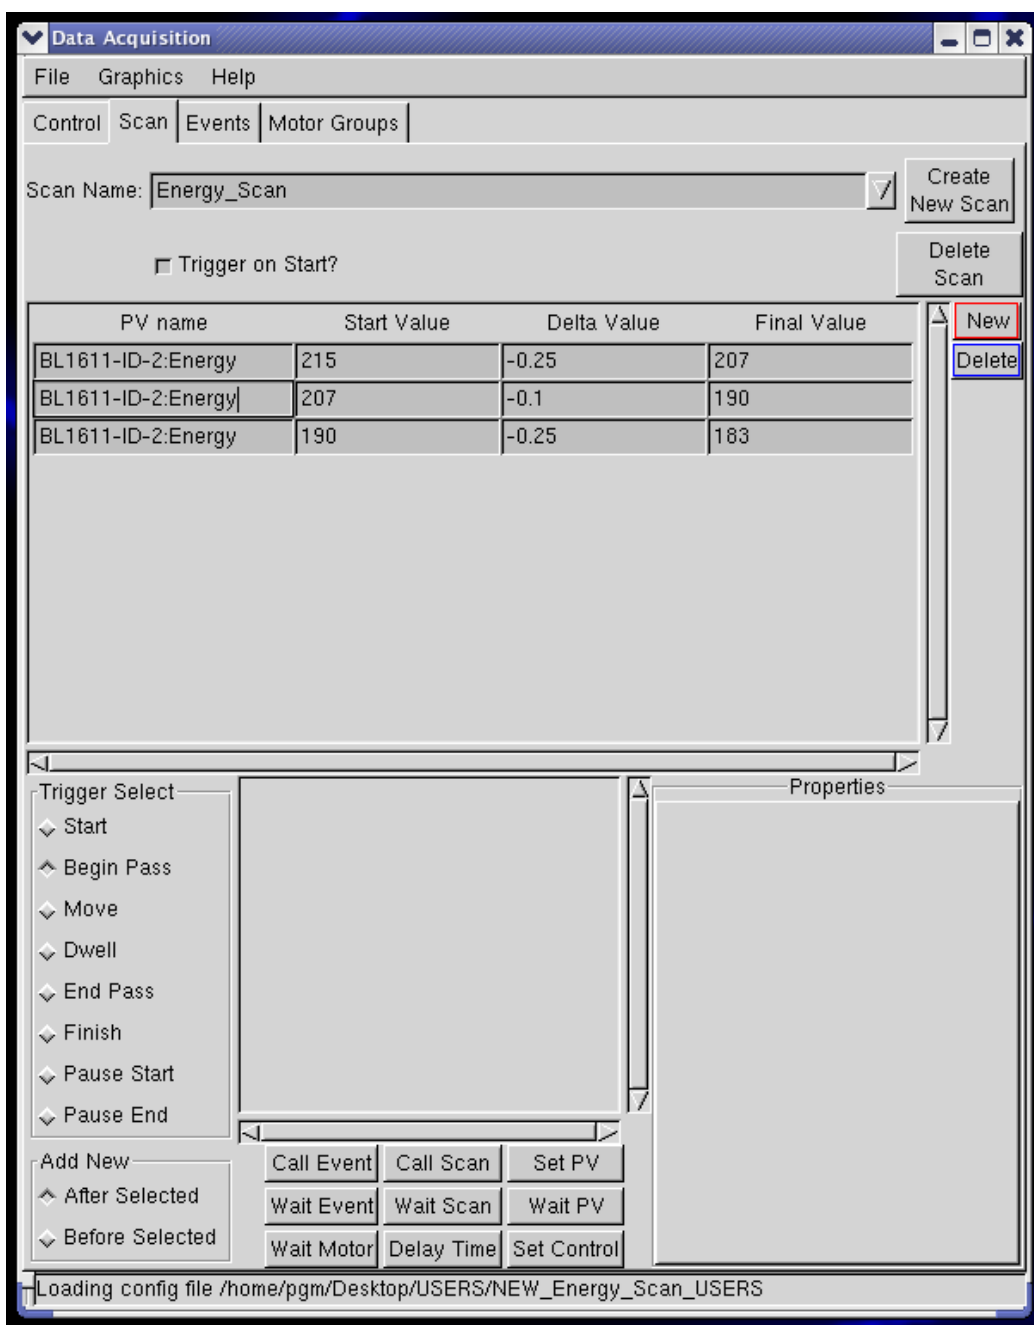 Data Acquisition
File Graphics Help
Control Scan Events Motor Groups
Scan Name: Energy_Scan
Create
New Scan
Trigger on Start?
Delete
Scan
PV name Start Value Delta Value Final Value
New
BL1611-ID-2:Energy 215 -0.25 207
Delete
BL1611-ID-2:Energy 207 -0.1 190
BL1611-ID-2:Energy 190 -0.25 183
Trigger Select
Start
Begin Pass
Move
Dwell
End Pass
Finish
Pause Start
Pause End
Properties
Add New
After Selected
Before Selected
Call Event Call Scan Set PV
Wait Event Wait Scan Wait PV
Wait Motor Delay Time Set Control
Loading config file /home/pgm/Desktop/USERS/NEW_Energy_Scan_USERS